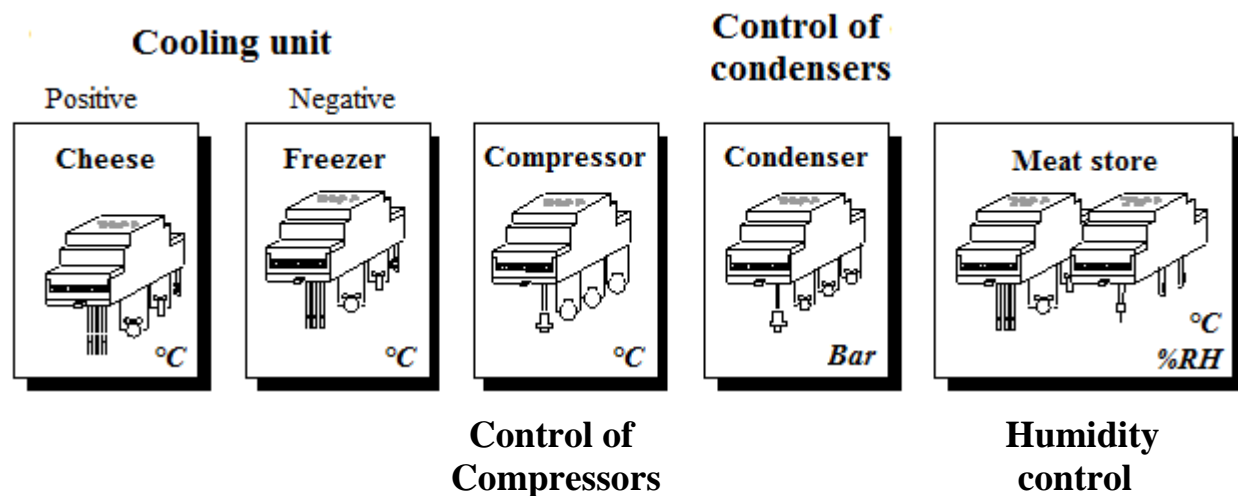 Cooling unit
Control of
condensers
Positive
Negative
Cheese
Freezer
Compressor
Condenser
Meat store
°C
°C
°C
Bar
°C
%RH
Control of
Compressors
Humidity
control